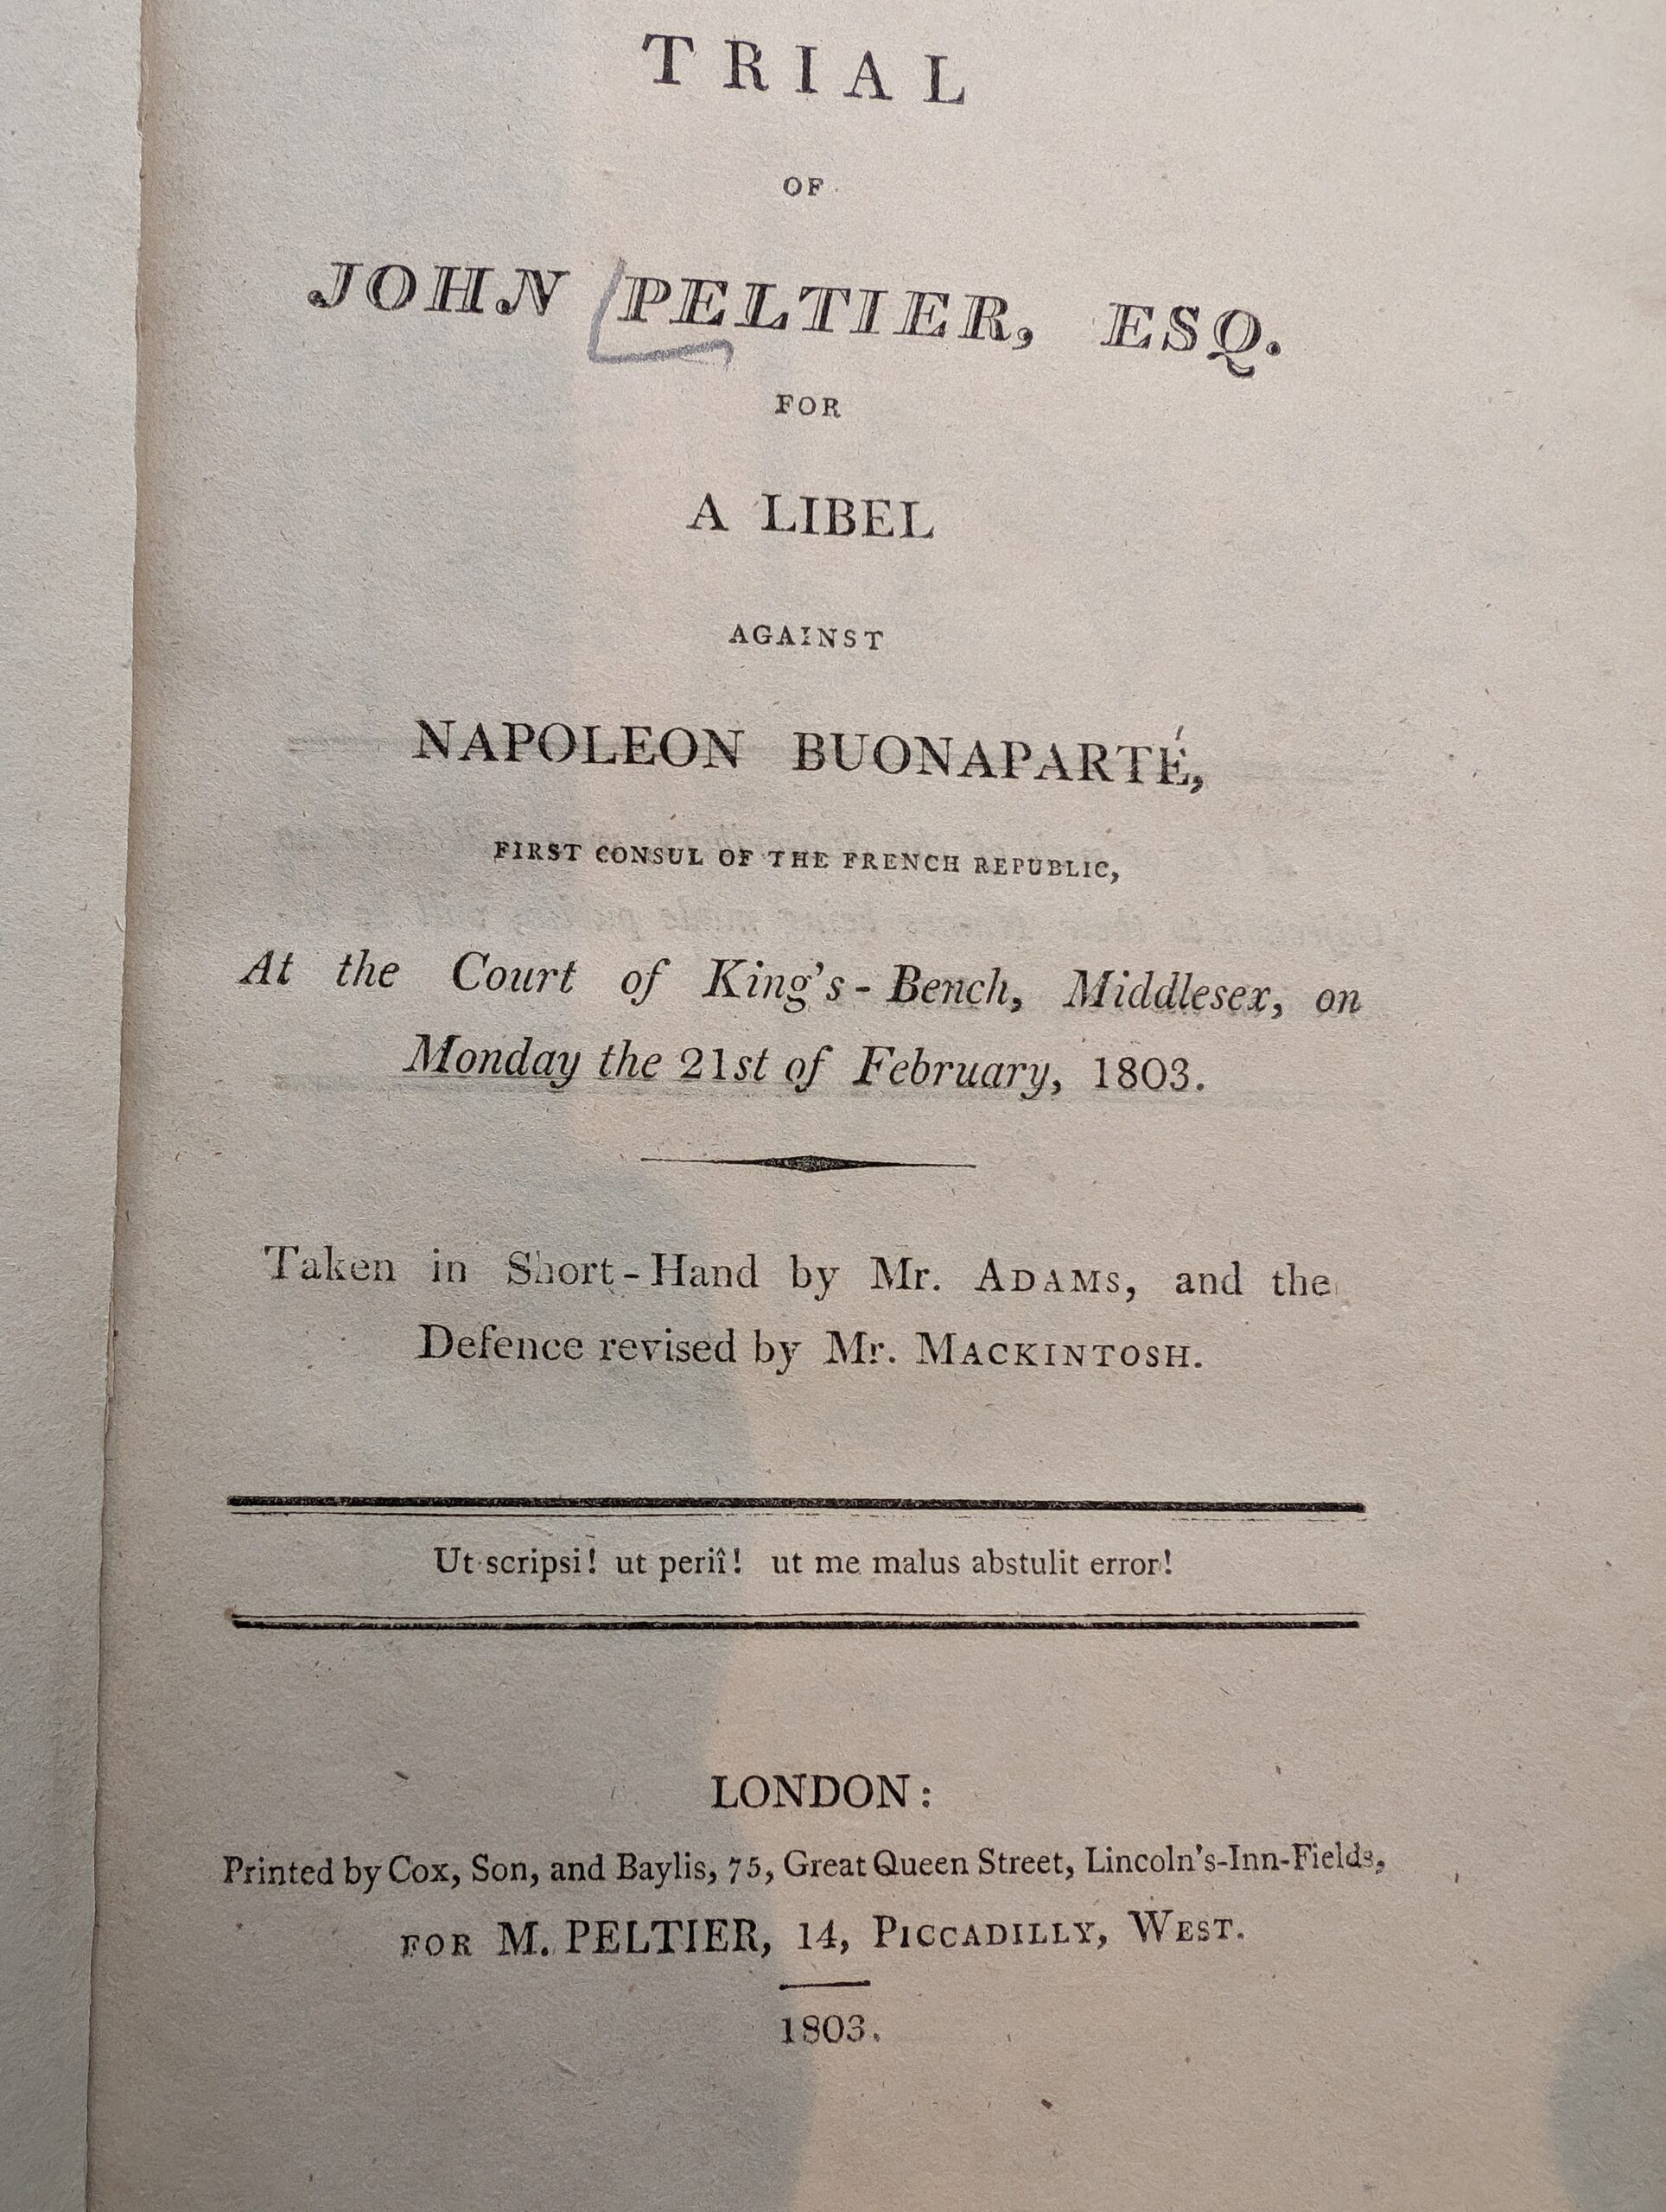 TRIAL
OF
JOHN PELTIER, ESQ.
FOR
A LIBEL
AGAINST
NAPOLEON BUONAPARTÉ,
FIRST CONSUL OF THE FRENCH REPUBLIC,
At the Court of King's-Bench, Middlesex, on
Monday the 21st of February, 1803.
Taken in Short-Hand by Mr. ADAMS, and the
Defence revised by Mr. MACKINTOSH.
Ut scripsi! ut periî! ut me malus abstulit error!
LONDON:
Printed by Cox, Son, and Baylis, 75, Great Queen Street, Lincoln's-Inn-Fields,
FOR M. PELTIER, 14, PICCADILLY, WEST.
1803.